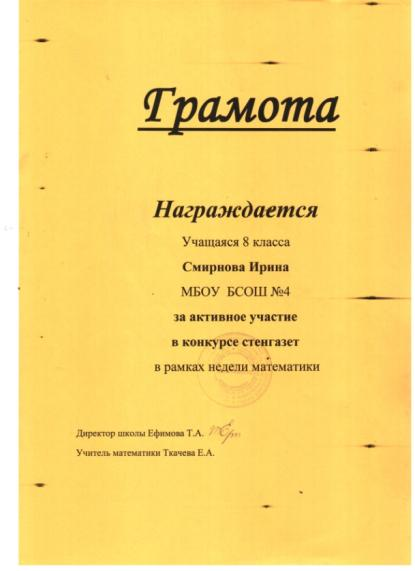 Грамота
Награждается
Учащаяся 8 класса
Смирнова Ирина
МБОУ БСОШ №4
за активное участие
в конкурсе стенгазет
в рамках недели математики
Директор школы Ефимова Т.А.
Учитель математики Ткачева Е.А.